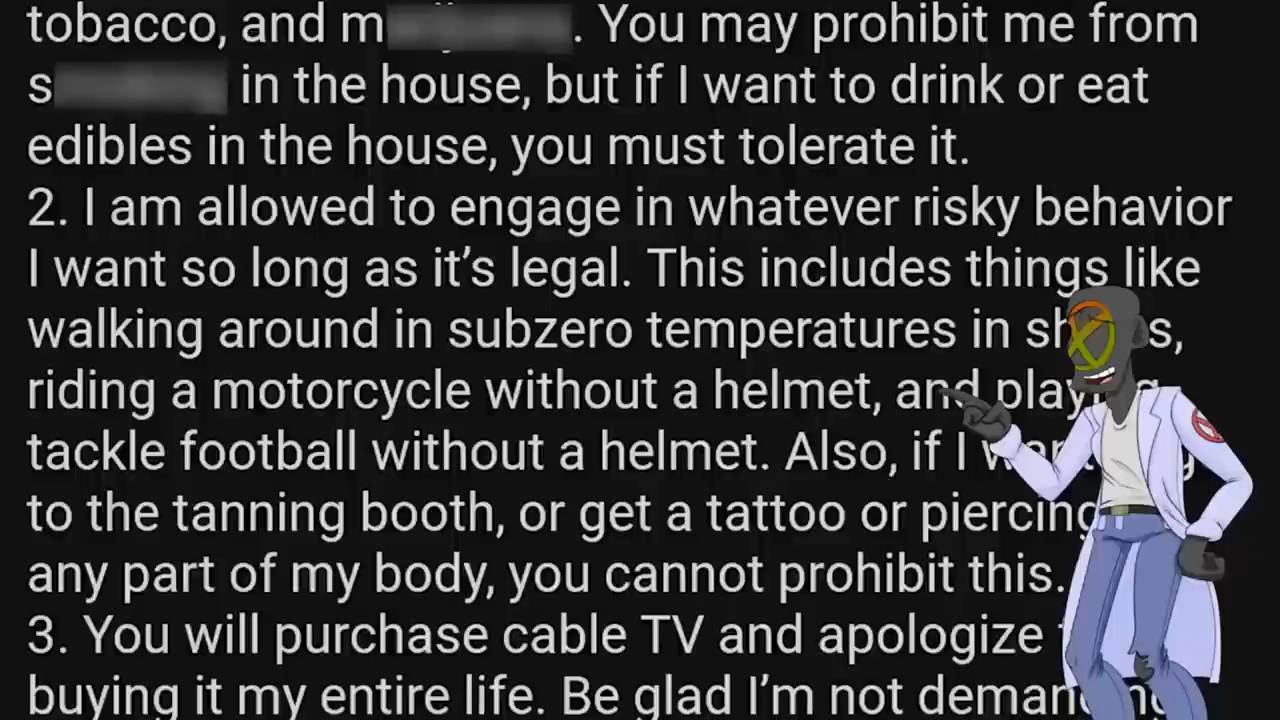 tobacco, and m . You may prohibit me from
s in the house, but if I want to drink or eat
edibles in the house, you must tolerate it.
2. I am allowed to engage in whatever risky behavior
I want so long as it’s legal. This includes things like
walking around in subzero temperatures in
riding a motorcycle without a helmet, and
tackle football without a helmet. Also, if I
to the tanning booth, or get a tattoo or piercing
any part of my body, you cannot prohibit this.
3. You will purchase cable TV and apologize
buying it my entire life. Be glad I’m not